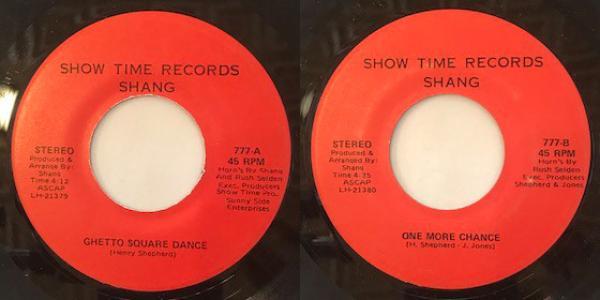 SHOW TIME RECORDS
SHANG
STEREO
Produced &
Arrange By:
Shang
Time 4:12
ASCAP
LH-21379
777-A
45 RPM
Horn's By Shang
And Rush Selden
Exec. Producers
Show Time Pro.
Sunny Side
Enterprises
GHETTO SQUARE DANCE
(Henry Shepherd)
SHOW TIME RECORDS
SHANG
STEREO
Produced &
Arranged By:
Shang
Time 4:25
ASCAP
LH-21380
777-B
45 RPM
Horn's By
Rush Selden
Exec. Producers
Shepherd & Jones
ONE MORE CHANCE
(H. Shepherd - J. Jones)